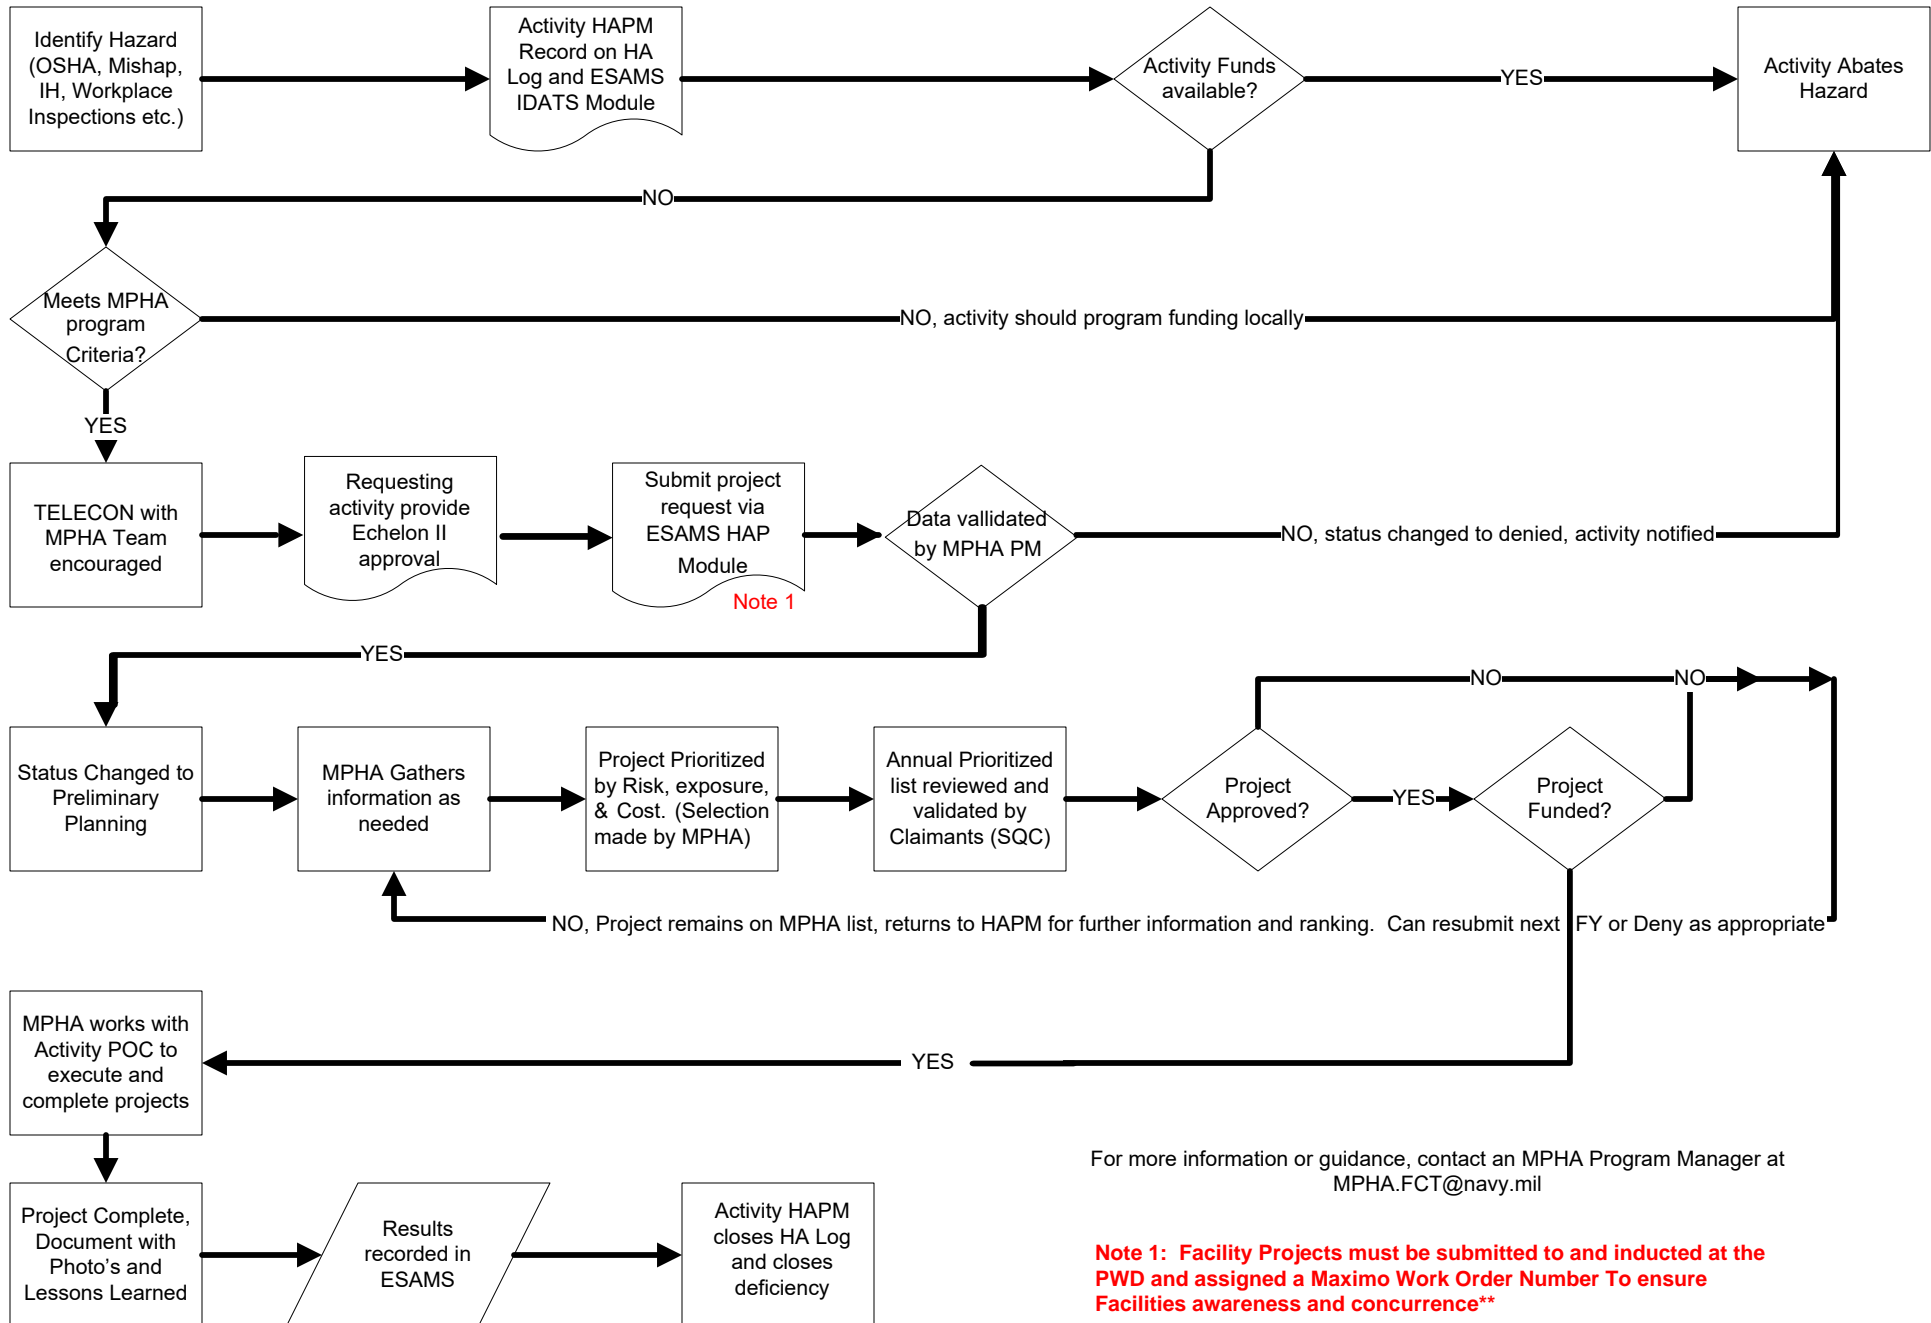 Identify Hazard
(OSHA, Mishap,
IH, Workplace
Inspections etc.)
Activity HAPM
Record on HA
Log and ESAMS
IDATS Module
Activity Funds
available?
YES
Activity Abates
Hazard
NO
Meets MPHA
program
Criteria?
NO, activity should program funding locally
YES
TELECON with
MPHA Team
encouraged
Requesting
activity provide
Echelon II
approval
Submit project
request via
ESAMS HAP
Module
Note 1
Data vallidated
by MPHA PM
NO, status changed to denied, activity notified
YES
NO
NO
Status Changed to
Preliminary
Planning
MPHA Gathers
information as
needed
Project Prioritized
by Risk, exposure,
& Cost. (Selection
made by MPHA)
Annual Prioritized
list reviewed and
validated by
Claimants (SQC)
Project
Approved?
YES
Project
Funded?
NO, Project remains on MPHA list, returns to HAPM for further information and ranking. Can resubmit next FY or Deny as appropriate
MPHA works with
Activity POC to
execute and
complete projects
YES
Project Complete,
Document with
Photo's and
Lessons Learned
Results
recorded in
ESAMS
Activity HAPM
closes HA Log
and closes
deficiency
For more information or guidance, contact an MPHA Program Manager at
MPHA.FCT@navy.mil
Note 1: Facility Projects must be submitted to and inducted at the
PWD and assigned a Maximo Work Order Number To ensure
Facilities awareness and concurrence**